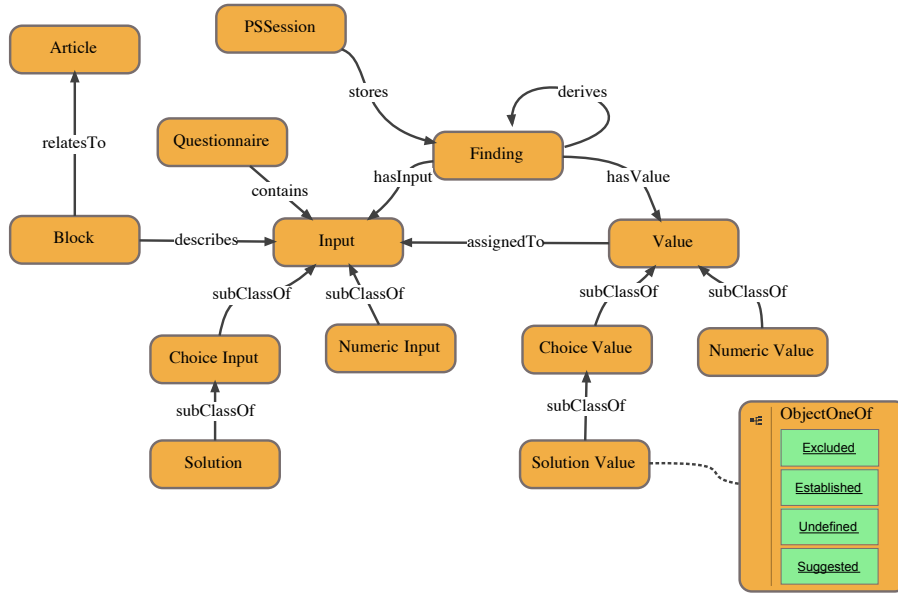 PSSession
Article
stores
derives
relatesTo
Questionnaire
Finding
hasInput
hasValue
contains
Block
describes
Input
assignedTo
Value
subClassOf
subClassOf
subClassOf
subClassOf
Choice Input
Numeric Input
Choice Value
Numeric Value
subClassOf
subClassOf
ObjectOneOf
Excluded
Solution
Solution Value
Established
Undefined
Suggested